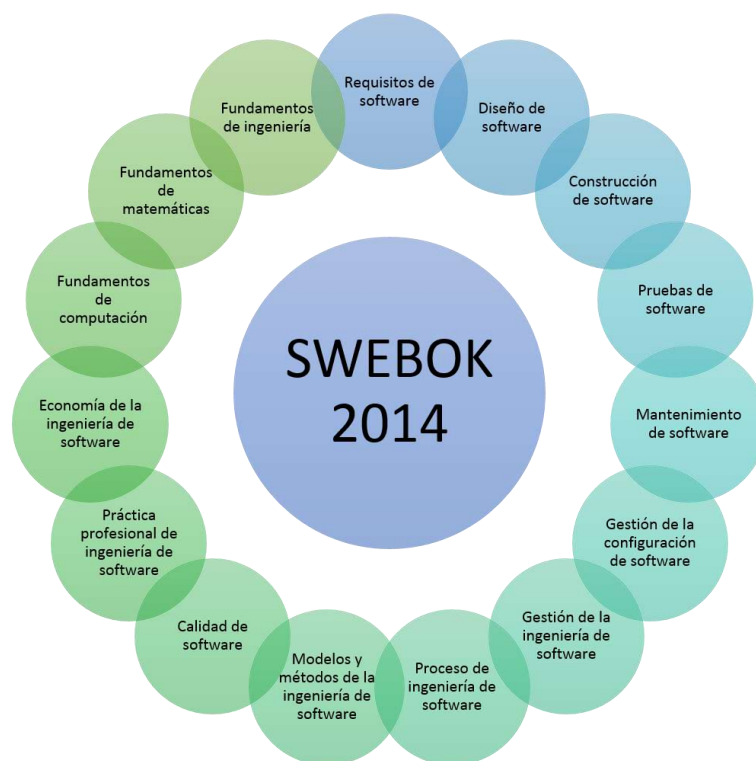 Requisitos de
software
Diseño de
software
Construcción
de software
Pruebas de
software
Mantenimiento
de software
Gestión de la
configuración
de software
Gestión de la
ingeniería de
software
Proceso de
ingeniería de
software
Modelos y
métodos de la
ingeniería de
software
Calidad de
software
Práctica
profesional de
ingeniería de
software
Economía de la
ingeniería de
software
Fundamentos
de
computación
Fundamentos
de
matemáticas
Fundamentos
de ingeniería
SWEBOK
2014